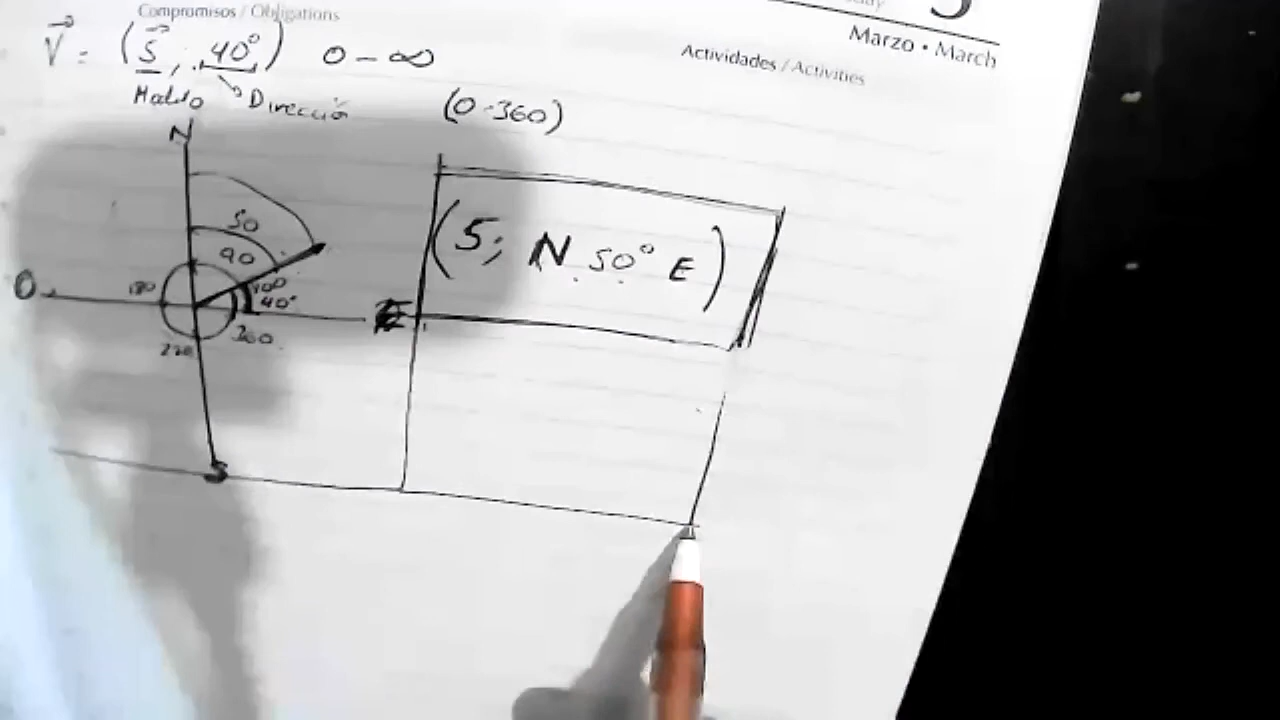 Compromisos / Obligations
Marzo • March
Actividades / Activities
V = (5 ; 40°) 0 - ∞
Modulo Dirección (0-360)
N
50
90
O 180 0° 40° E
270 360
S
(5; N 50° E)